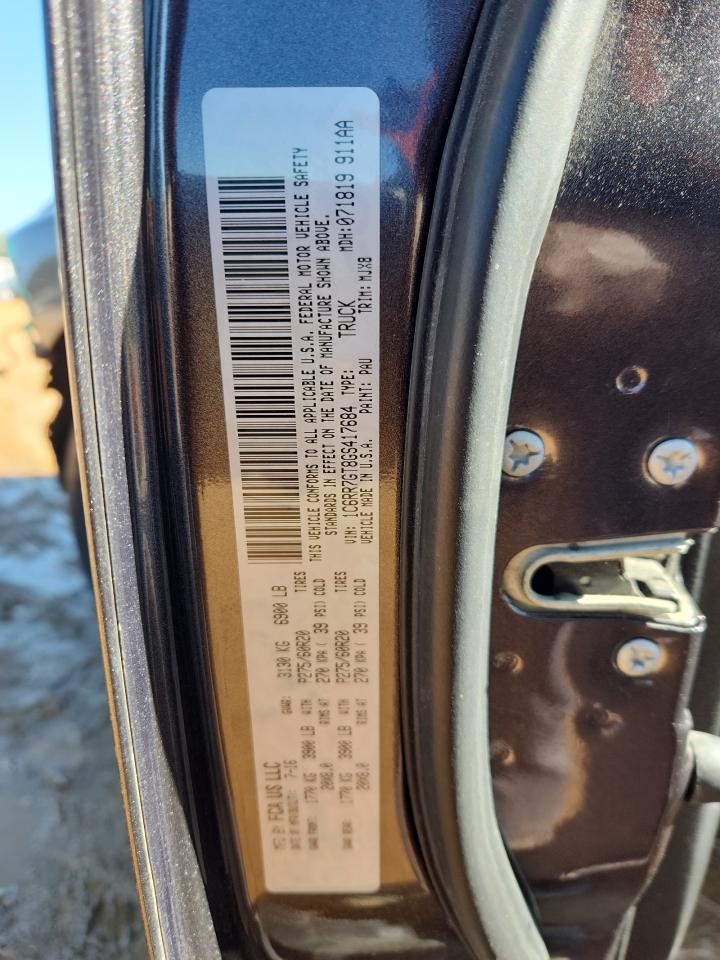 MFD BY FCA US LLC
DATE OF MFR: 7-16 GVWR: 3130 KG 6900 LB
GAWR FRONT: 1770 KG 3900 LB WITH P275/60R20 TIRES
RIMS AT 270 KPA ( 39 PSI) COLD
GAWR REAR: 1770 KG 3900 LB WITH P275/60R20 TIRES
20X8.0 RIMS AT 270 KPA ( 39 PSI) COLD
THIS VEHICLE CONFORMS TO ALL APPLICABLE U.S.A. FEDERAL MOTOR VEHICLE SAFETY
STANDARDS IN EFFECT ON THE DATE OF MANUFACTURE SHOWN ABOVE.
VIN: 1C6RR7GT8GS417684 TYPE: TRUCK MDH:071819 911AA
VEHICLE MADE IN U.S.A. PAINT: PAU TRIM: MJX8